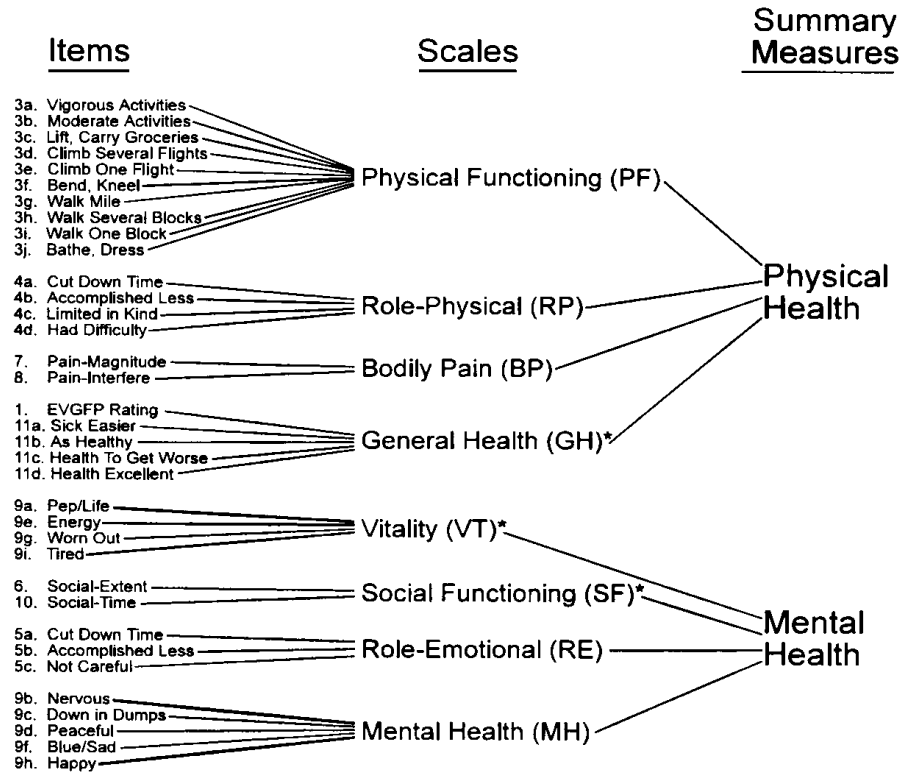 Items
Scales
Summary
Measures
3a. Vigorous Activities
3b. Moderate Activities
3c. Lift, Carry Groceries
3d. Climb Several Flights
3e. Climb One Flight
3f. Bend, Kneel
3g. Walk Mile
3h. Walk Several Blocks
3i. Walk One Block
3j. Bathe, Dress
Physical Functioning (PF)
4a. Cut Down Time
4b. Accomplished Less
4c. Limited in Kind
4d. Had Difficulty
Role-Physical (RP)
7. Pain-Magnitude
8. Pain-Interfere
Bodily Pain (BP)
1. EVGFP Rating
11a. Sick Easier
11b. As Healthy
11c. Health To Get Worse
11d. Health Excellent
General Health (GH)*
Physical
Health
9a. Pep/Life
9e. Energy
9g. Worn Out
9i. Tired
Vitality (VT)*
6. Social-Extent
10. Social-Time
Social Functioning (SF)*
5a. Cut Down Time
5b. Accomplished Less
5c. Not Careful
Role-Emotional (RE)
9b. Nervous
9c. Down in Dumps
9d. Peaceful
9f. Blue/Sad
9h. Happy
Mental Health (MH)
Mental
Health